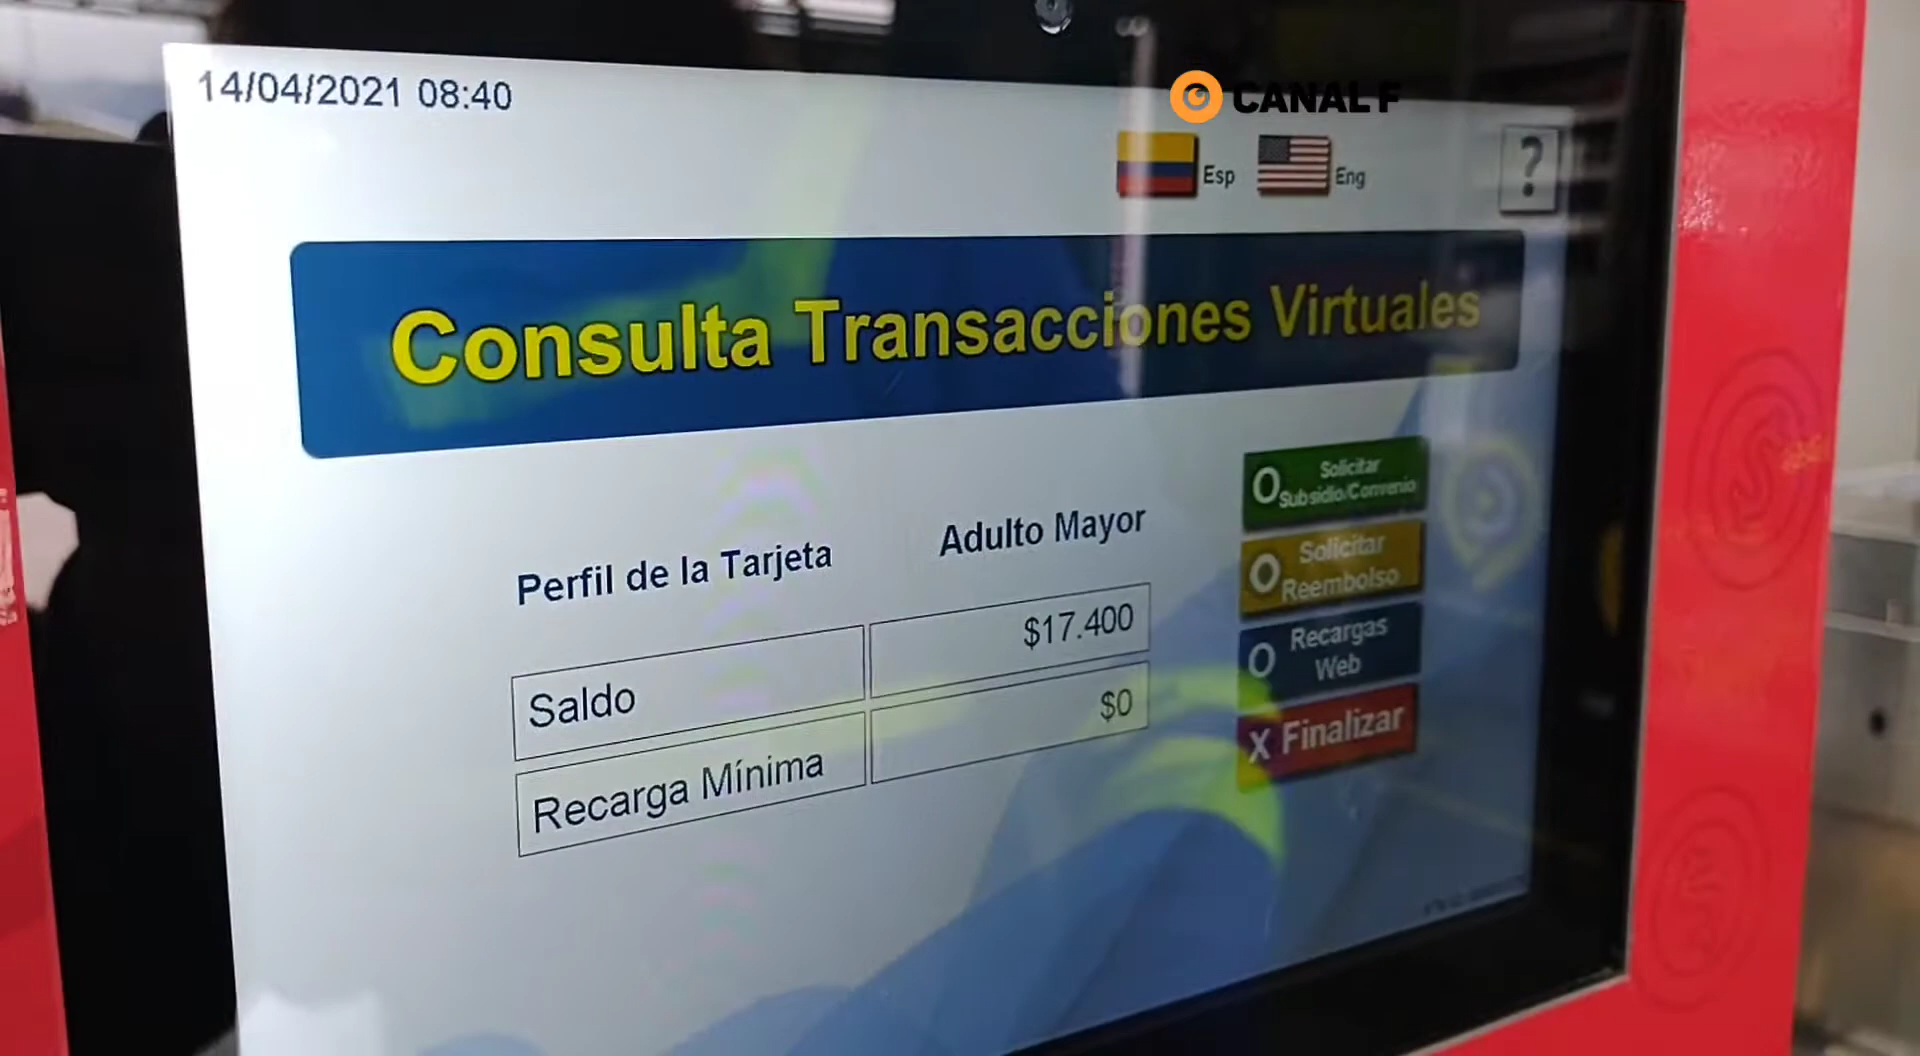 14/04/2021 08:40
CANAL F
Esp
Eng
?
Consulta Transacciones Virtuales
Perfil de la Tarjeta
Adulto Mayor
Saldo
$17.400
Recarga Mínima
$0
Solicitar
Subsidio/Convenio
Solicitar
Reembolso
Recargas
Web
X Finalizar